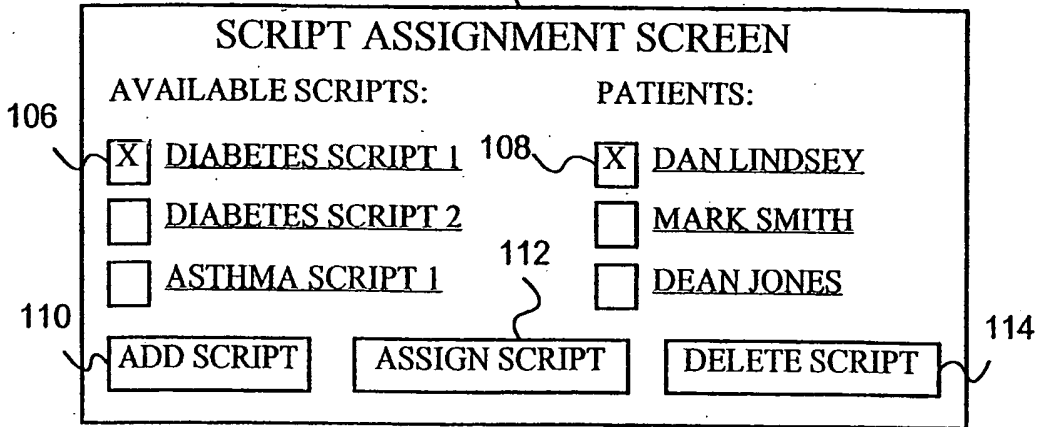 SCRIPT ASSIGNMENT SCREEN
AVAILABLE SCRIPTS: PATIENTS:
106
X DIABETES SCRIPT 1 108 X DAN LINDSEY
DIABETES SCRIPT 2 MARK SMITH
112
ASTHMA SCRIPT 1 DEAN JONES
110 114
ADD SCRIPT ASSIGN SCRIPT DELETE SCRIPT